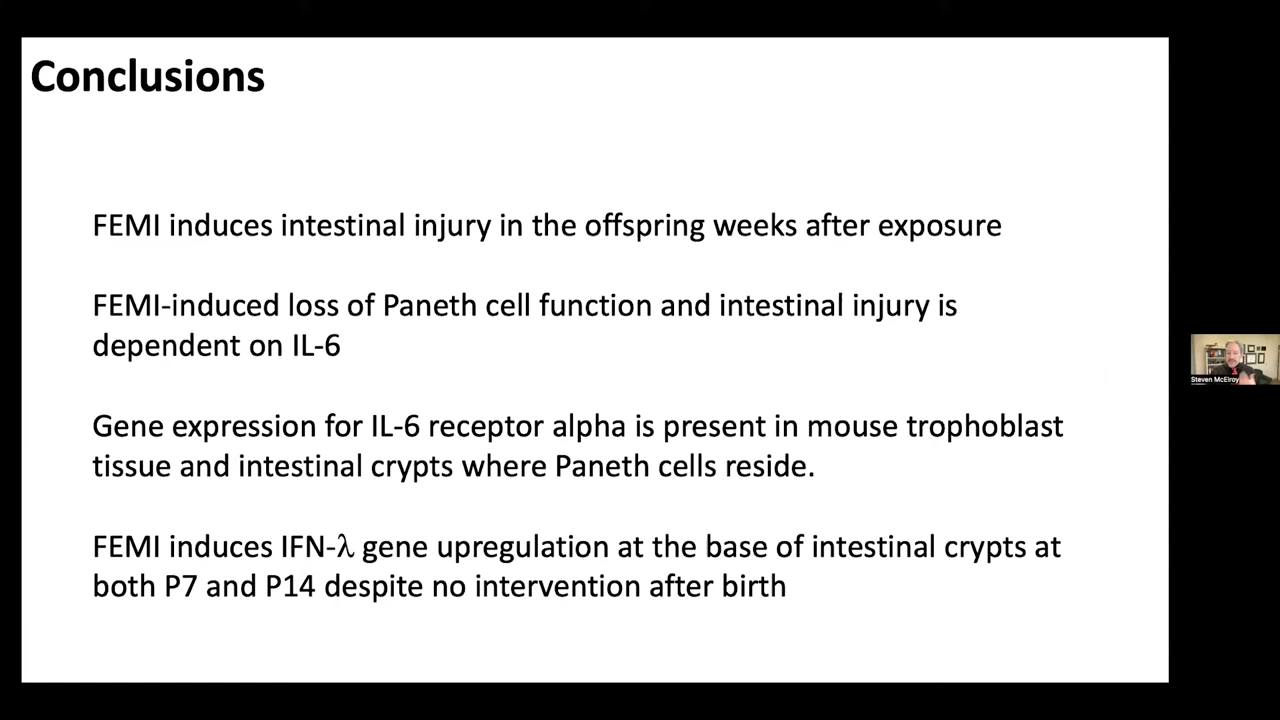 Conclusions
FEMI induces intestinal injury in the offspring weeks after exposure
FEMI-induced loss of Paneth cell function and intestinal injury is
dependent on IL-6
Gene expression for IL-6 receptor alpha is present in mouse trophoblast
tissue and intestinal crypts where Paneth cells reside.
FEMI induces IFN-λ gene upregulation at the base of intestinal crypts at
both P7 and P14 despite no intervention after birth
Steven McElroy